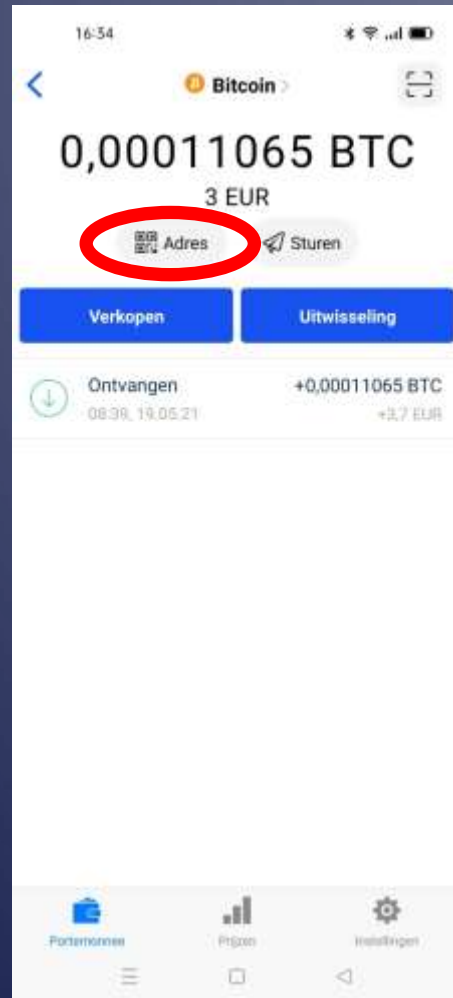 16:54
Bitcoin >
0,00011065 BTC
3 EUR
Adres Sturen
Verkopen Uitwisseling
Ontvangen +0,00011065 BTC
08:39, 19.05.21 +3,7 EUR
Portemonnee Prijzen Instellingen